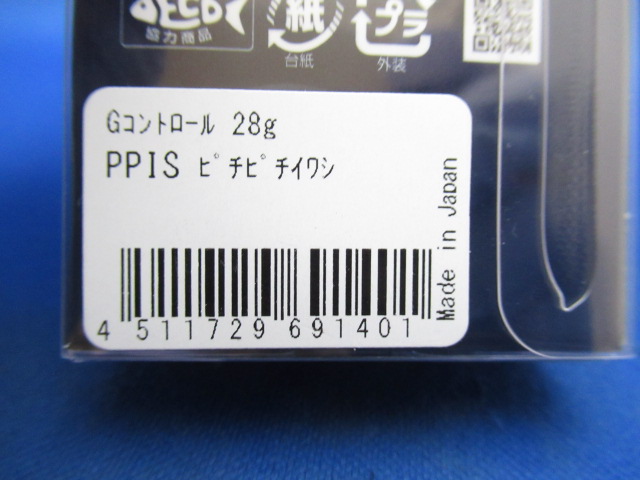 協力商品
紙
プラ
台紙
外装
Gｺﾝﾄﾛｰﾙ 28g
PPIS ﾋﾟﾁﾋﾟﾁｲﾜｼ
Made in Japan
4 511729 691401